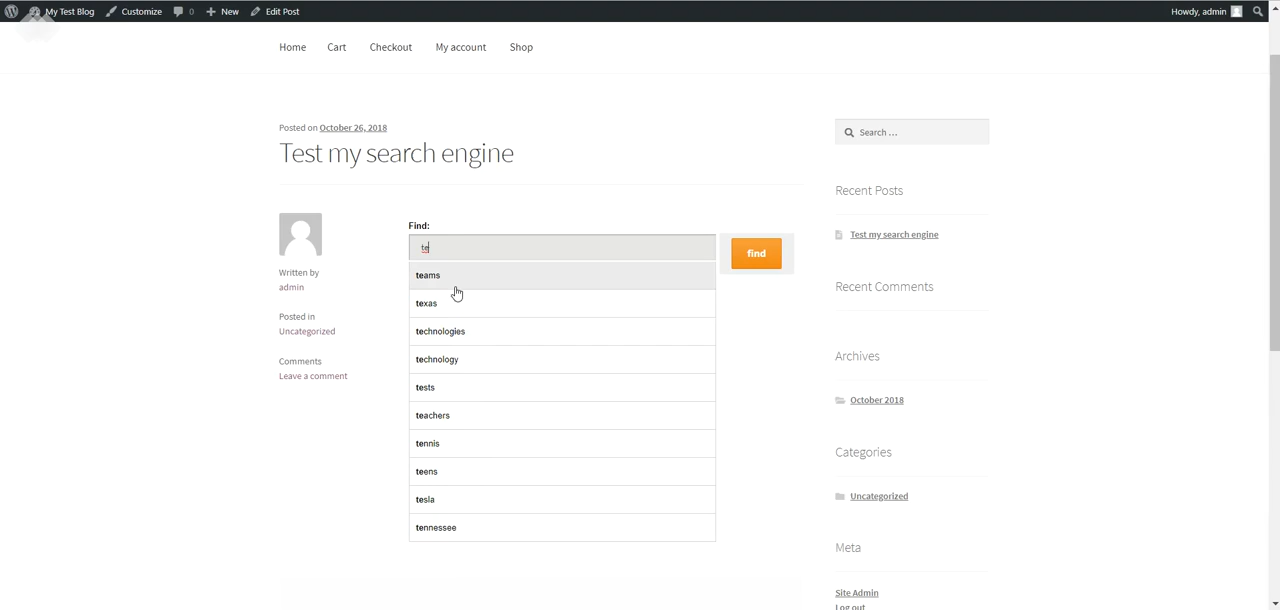 My Test Blog Customize 0 New Edit Post Howdy, admin
Home Cart Checkout My account Shop
Posted on October 26, 2018
Test my search engine
Written by
admin
Posted in
Uncategorized
Comments
Leave a comment
Find:
te
find
teams
texas
technologies
technology
tests
teachers
tennis
teens
tesla
tennessee
Search …
Recent Posts
Test my search engine
Recent Comments
Archives
October 2018
Categories
Uncategorized
Meta
Site Admin
Log out